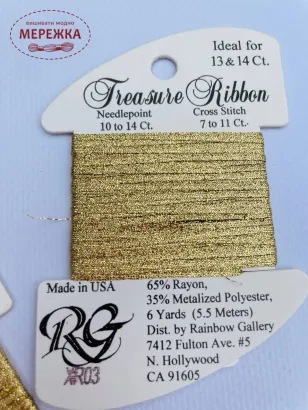 вишивати модно
МЕРЕЖКА
Ideal for
13 & 14 Ct.
Treasure Ribbon
Needlepoint Cross Stitch
10 to 14 Ct. 7 to 11 Ct.
Made in USA
65% Rayon,
35% Metalized Polyester,
6 Yards (5.5 Meters)
Dist. by Rainbow Gallery
7412 Fulton Ave. #5
N. Hollywood
CA 91605
RG
R03